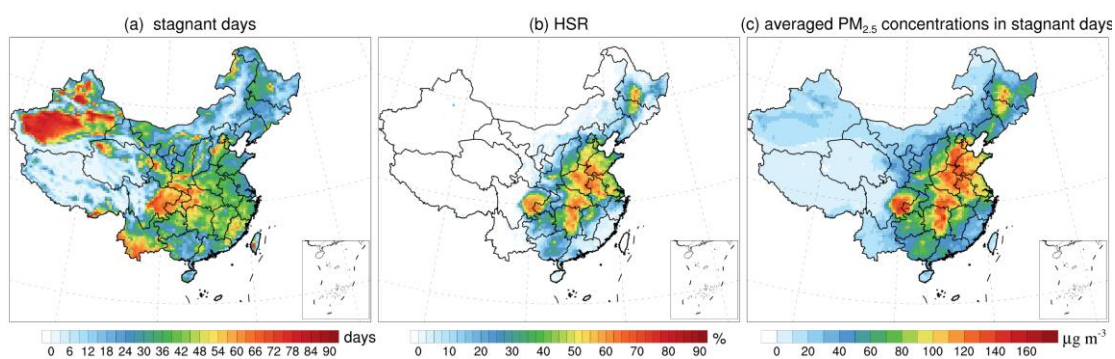 (a) stagnant days
(b) HSR
(c) averaged PM2.5 concentrations in stagnant days
0 6 12 18 24 30 36 42 48 54 60 66 72 78 84 90 days
0 10 20 30 40 50 60 70 80 90 %
0 20 40 60 80 100 120 140 160 µg m-3